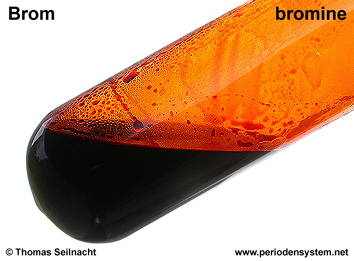 Brom
bromine
© Thomas Seilnacht
www.periodensystem.net